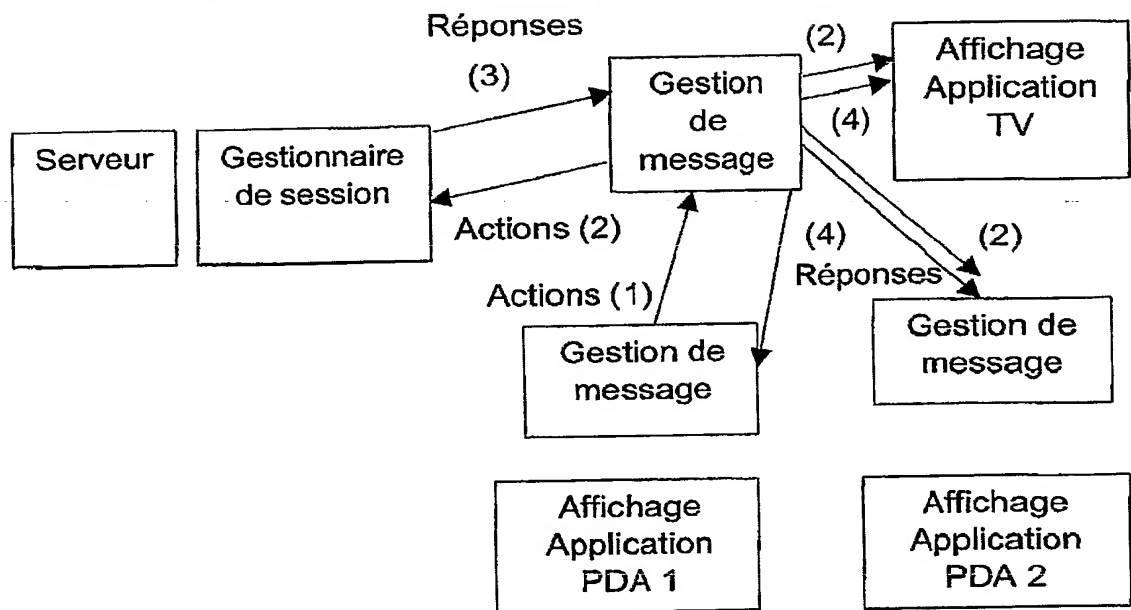 Réponses
(3)
(2)
(4)
Gestion
de
message
Affichage
Application
TV
Serveur
Gestionnaire
de session
Actions (2)
Actions (1)
(4)
Réponses
(2)
Gestion de
message
Gestion de
message
Affichage
Application
PDA 1
Affichage
Application
PDA 2